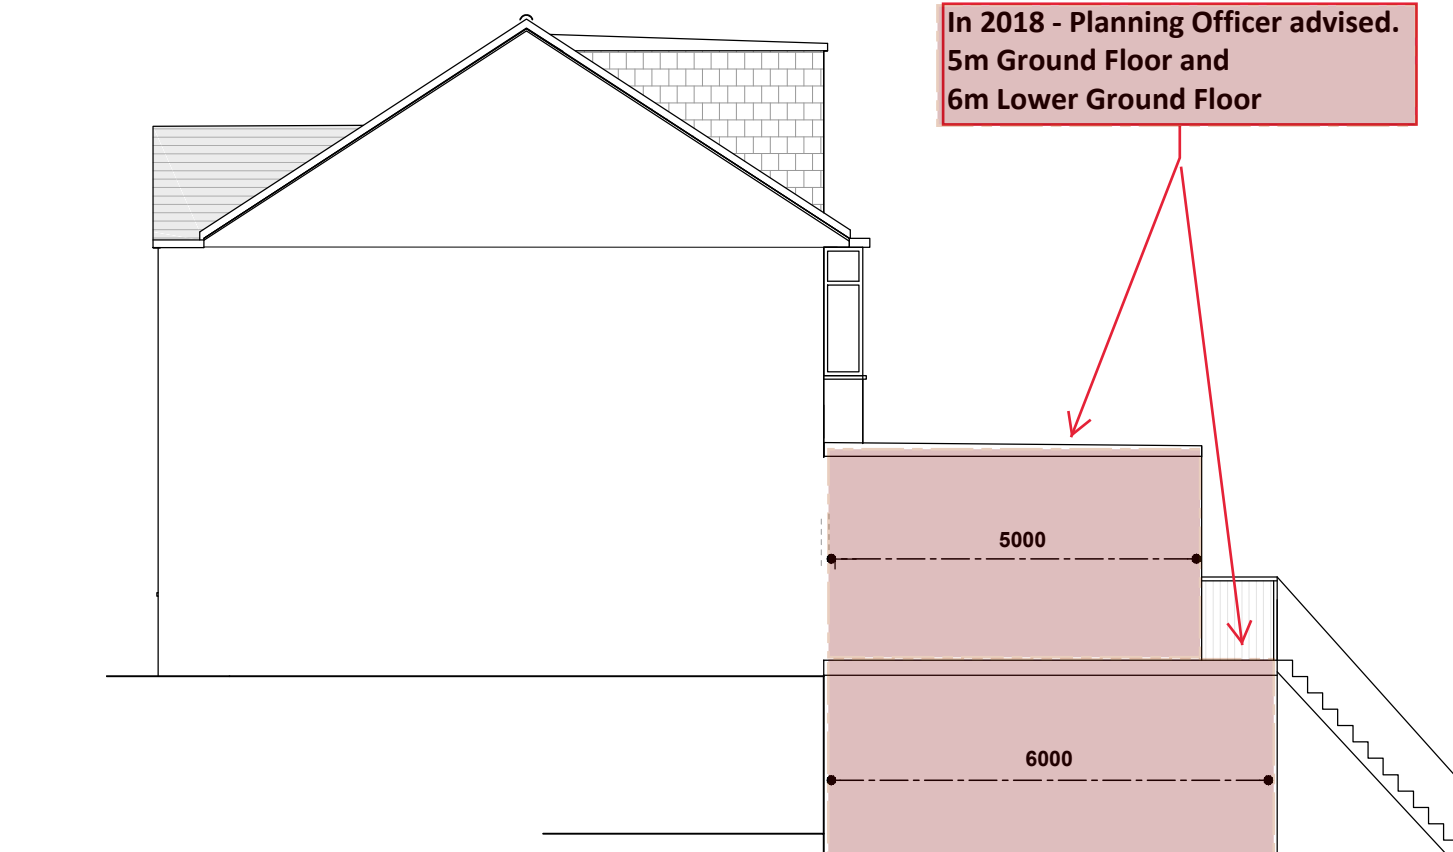 In 2018 - Planning Officer advised.
5m Ground Floor and
6m Lower Ground Floor
5000
6000